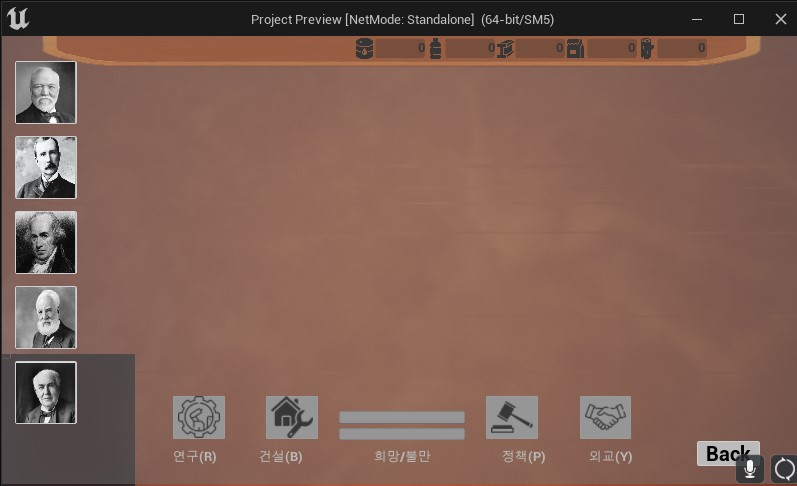 Project Preview [NetMode: Standalone] (64-bit/SM5)
0 0 0 0 0
연구(R) 건설(B) 희망/불만 정책(P) 외교(Y)
Back